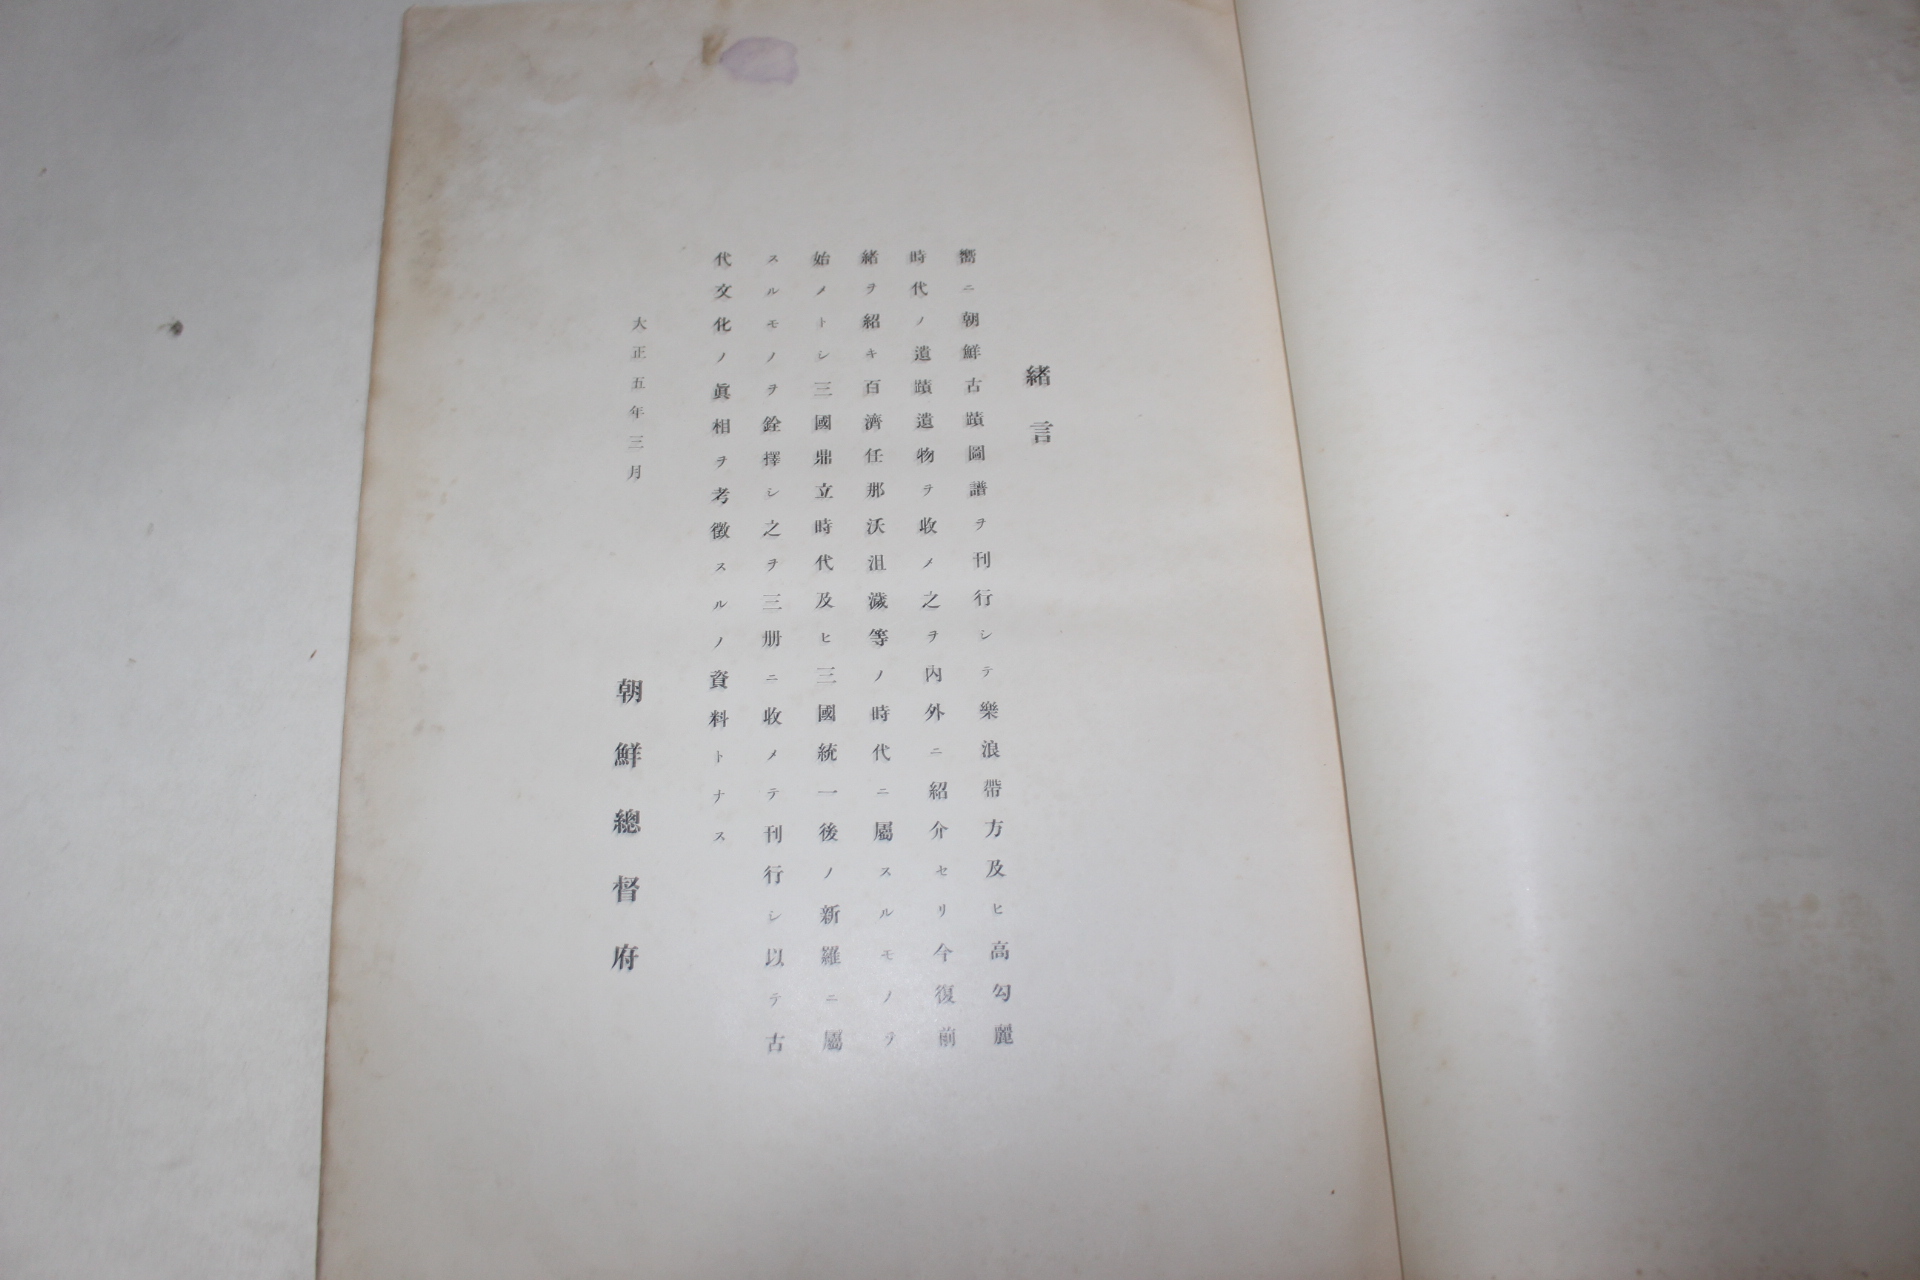 緒言
嚮ニ朝鮮古蹟圖譜ヲ刊行シテ樂浪帶方及ヒ高勾麗
時代ノ遺蹟遺物ヲ收メ之ヲ內外ニ紹介セリ今復前
緒ヲ紹キ百濟任那沃沮濊等ノ時代ニ屬スルモノヲ
始ノトシ三國鼎立時代及ヒ三國統一後ノ新羅ニ屬
スルモノヲ銓擇シ之ヲ三册ニ收メテ刊行シ以テ古
代文化ノ眞相ヲ考徵スルノ資料トナス
大正五年三月
朝鮮總督府